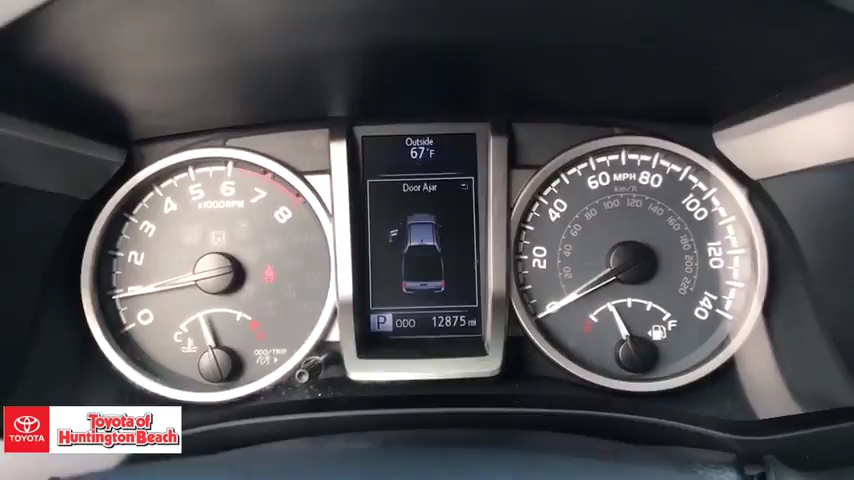 Outside
67°F
Door Ajar
P ODO 12875 mi
0 1 2 3 4 5 6 7 8
x1000RPM
C
ODO/TRIP
0 20 40 60 MPH 80 100 120 140
km/h
20 40 60 80 100 120 140 160 180 200 220
F
TOYOTA
Toyota of
Huntington Beach